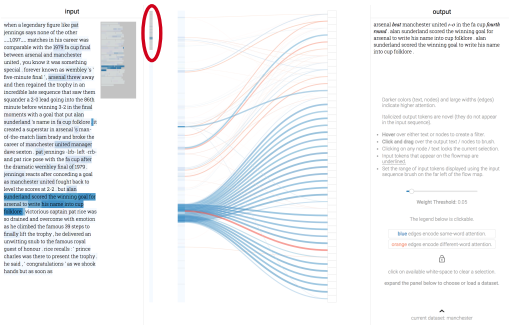 input
when a legendary figure like pat
jennings says none of the other
matches in his career was
comparable with the 1979 fa cup final
between arsenal and manchester
united, you know it was something
special . forever known as wembley 's '
five-minute final ' , arsenal threw away
and then regained the trophy in an
incredible late sequence that saw them
squander a 2-0 lead going into the 86th
minute before winning 3-2 in the final
moments with a goal that put alan
sunderland 's name in fa cup folklore .
created a superstar in arsenal 's man-
of-the-match liam brady and broke the
career of manchester united manager
dave sexton . pat jennings -lrb- left -rrb-
and pat rice pose with the fa cup after
the dramatic wembley final of 1979.
jennings reacts after conceding a goal
as manchester united fought back to
level the scores at 2-2 . but alan
sunderland scored the winning goal for
arsenal to write his name into cup
folklore . victorious captain pat rice was
so drained and overcome with emotion
as he climbed the famous 39 steps to
finally lift the trophy , he delivered an
unwitting snub to the famous royal
guest of honour . rice recalls : ' prince
charles was there to present the trophy .
he said , ' congratulations ' as we shook
hands but as soon as
output
arsenal beat manchester united in the fa cup fourth
round . alan sunderland scored the winning goal for
arsenal to write his name into cup folklore . alan
sunderland scored the winning goal to write his name
into cup folklore .
Darker colors (text, nodes) and large widths (edges)
indicate higher attention.
Italicized output tokens are novel (they do not appear
in the input sequence).
• Hover over either text or nodes to create a filter.
• Click and drag over the output text / nodes to brush.
• Clicking on any node / text locks the current selection.
• Input tokens that appear on the flowmap are
underlined.
• Set the range of input tokens displayed using the input
sequence brush on the far left of the flow map.
Weight Threshold: 0.05
The legend below is clickable.
blue edges encode same-word attention.
orange edges encode different-word attention.
click on any available white-space to clear a selection.
expand the panel below to choose or load a dataset.
current dataset: manchester